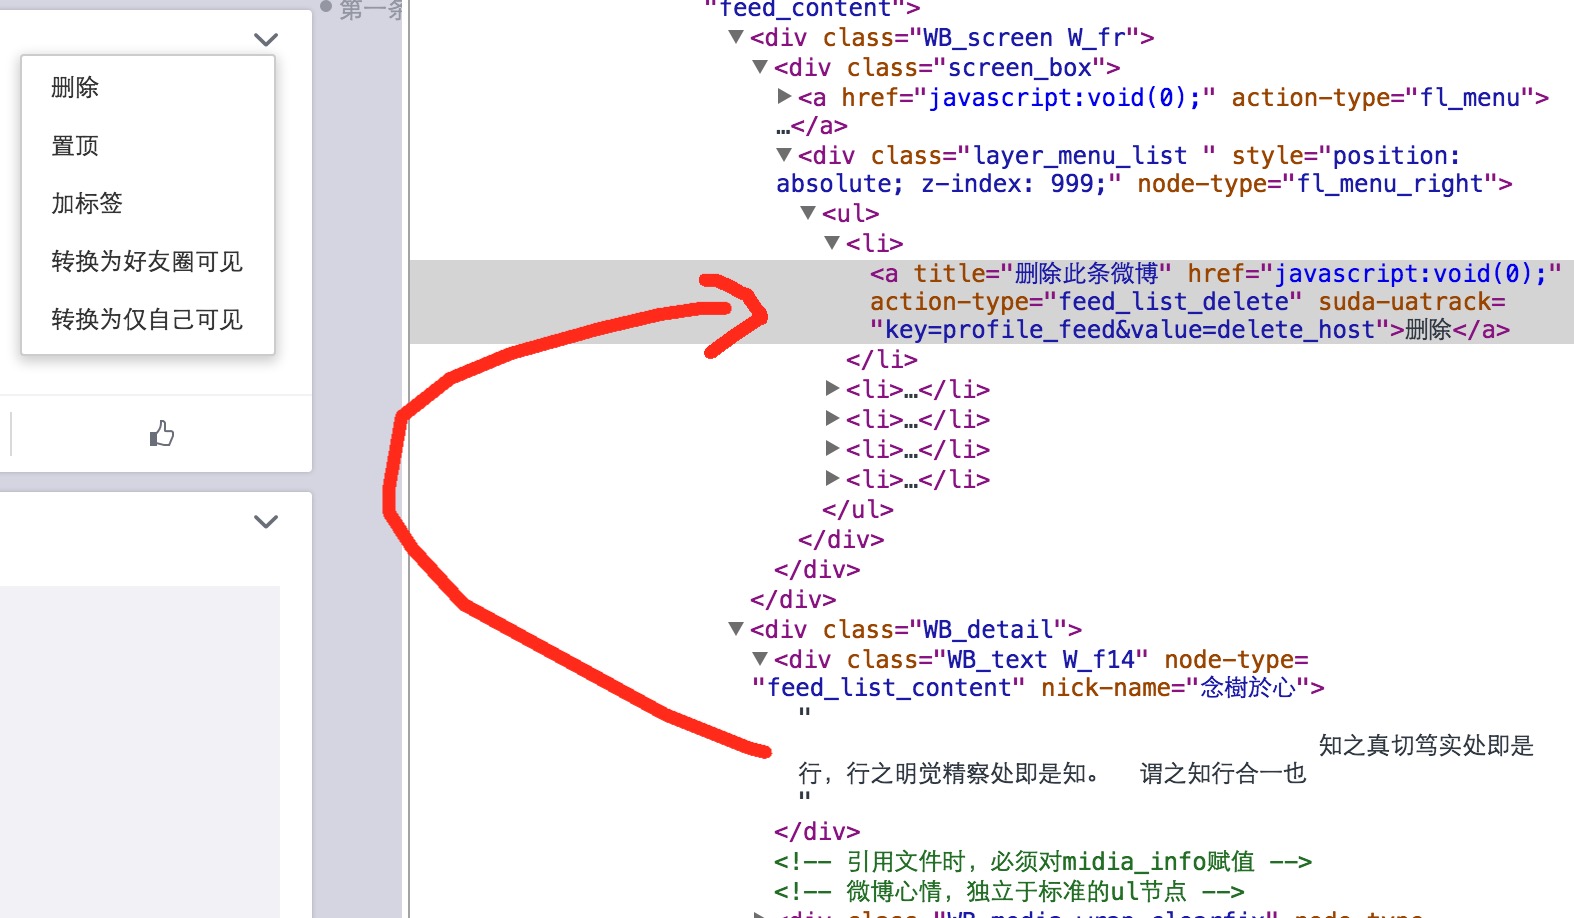 第一条
删除
置顶
加标签
转换为好友圈可见
转换为仅自己可见
"feed_content">
<div class="WB_screen W_fr">
<div class="screen_box">
<a href="javascript:void(0);" action-type="fl_menu">
…</a>
<div class="layer_menu_list " style="position:
absolute; z-index: 999;" node-type="fl_menu_right">
<ul>
<li>
<a title="删除此条微博" href="javascript:void(0);"
action-type="feed_list_delete" suda-uatrack=
"key=profile_feed&value=delete_host">删除</a>
</li>
<li>…</li>
<li>…</li>
<li>…</li>
<li>…</li>
</ul>
</div>
</div>
</div>
<div class="WB_detail">
<div class="WB_text W_f14" node-type=
"feed_list_content" nick-name="念樹於心">
"
知之真切笃实处即是
行，行之明觉精察处即是知。 谓之知行合一也
"
</div>
<!-- 引用文件时，必须对midia_info赋值 -->
<!-- 微博心情，独立于标准的ul节点 -->
<div class="WB_media_wrap clearfix" node-type